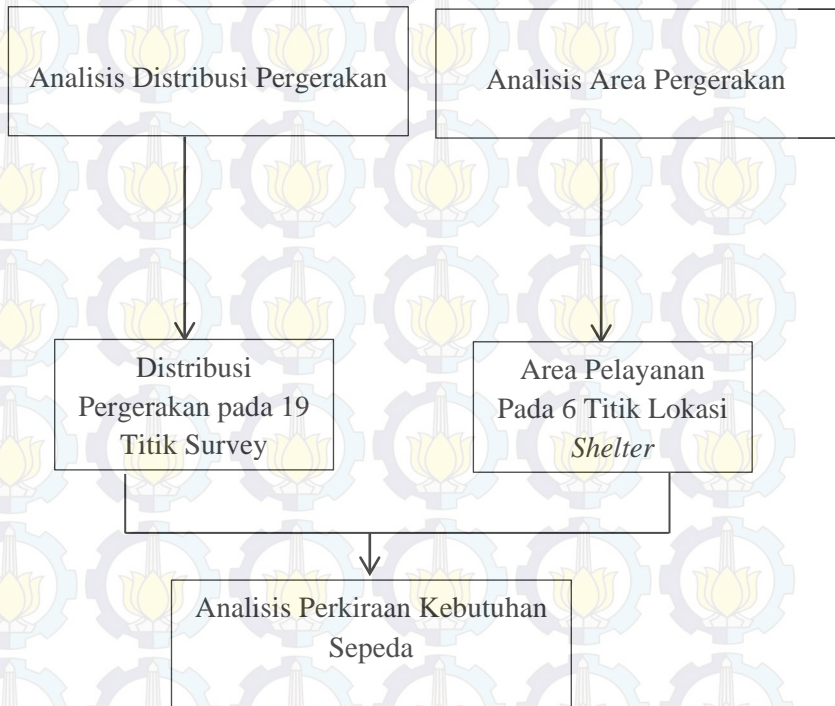 Analisis Distribusi Pergerakan
Analisis Area Pergerakan
Distribusi
Pergerakan pada 19
Titik Survey
Area Pelayanan
Pada 6 Titik Lokasi
Shelter
Analisis Perkiraan Kebutuhan
Sepeda